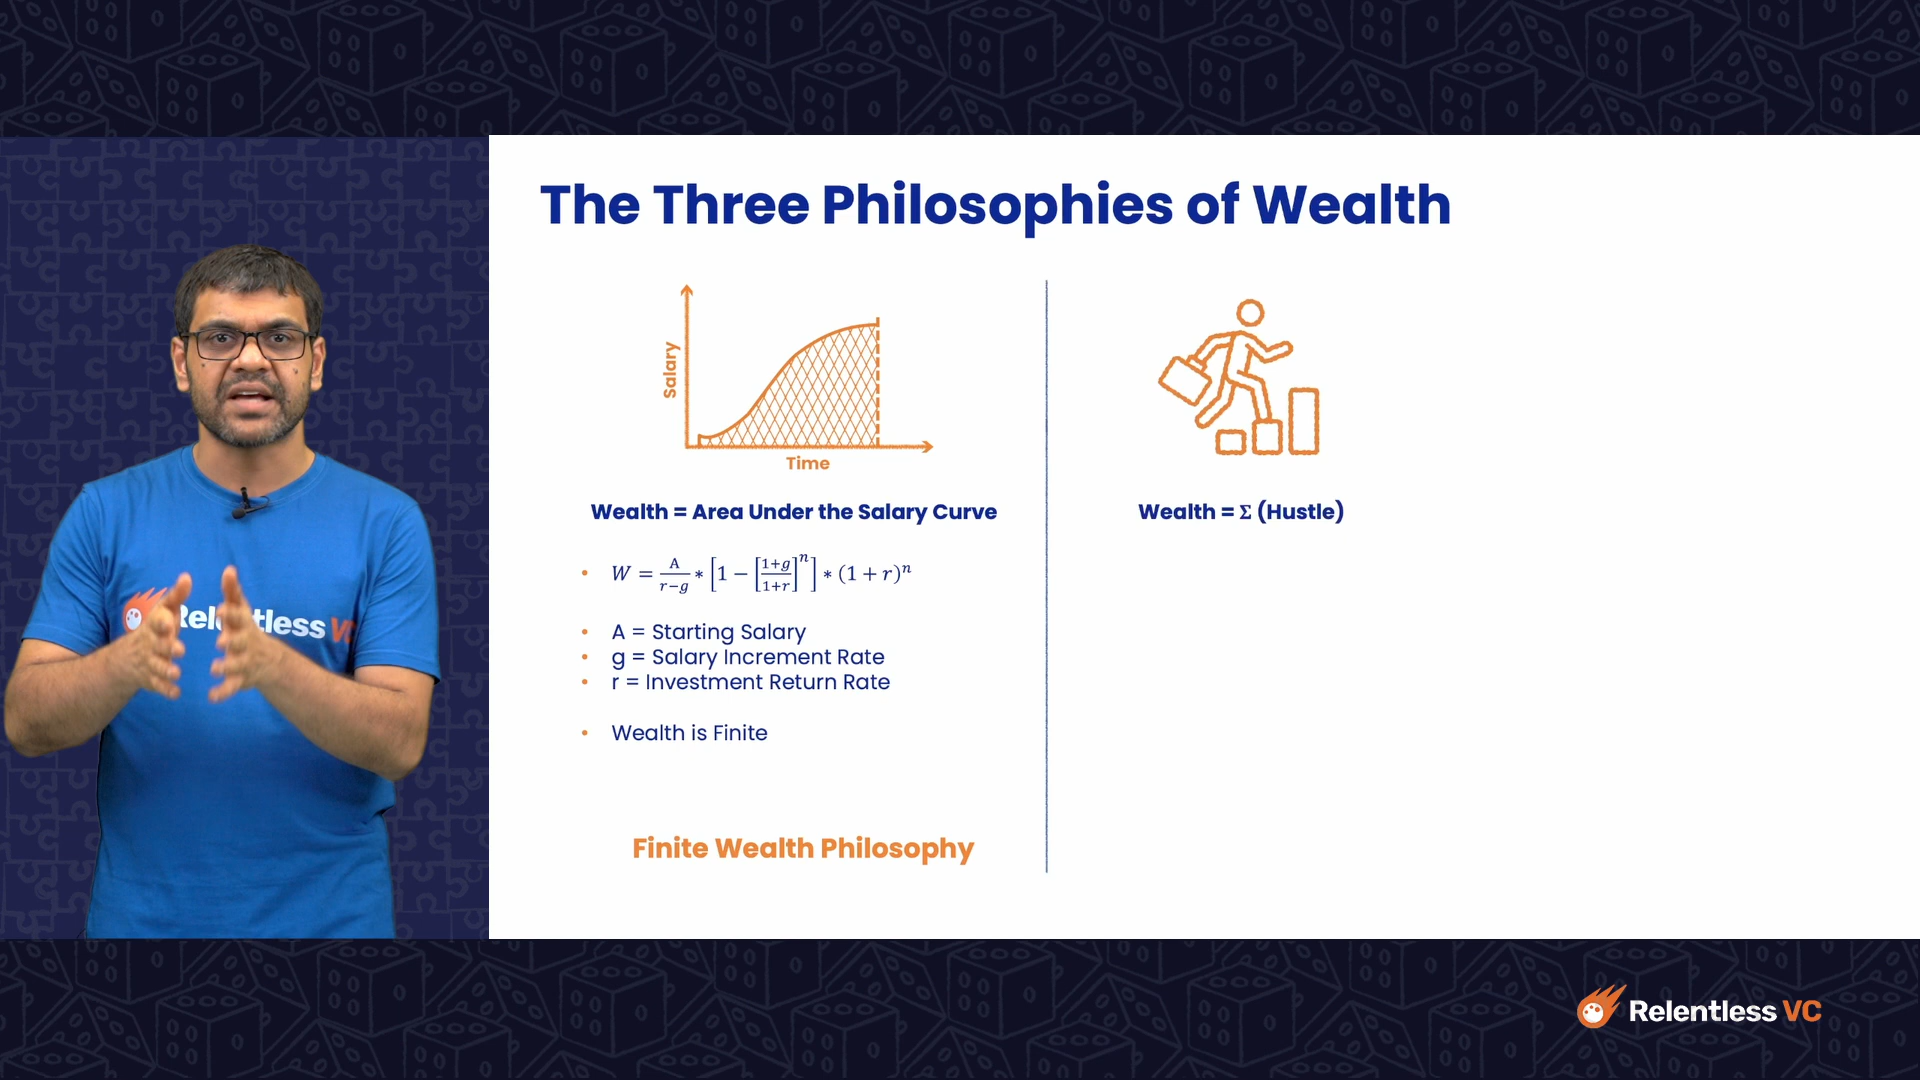 The Three Philosophies of Wealth
Salary
Time
Wealth = Area Under the Salary Curve
• W = A/(r−g) ∗ [1 − [(1+g)/(1+r)]ⁿ] ∗ (1 + r)ⁿ
• A = Starting Salary
• g = Salary Increment Rate
• r = Investment Return Rate
• Wealth is Finite
Finite Wealth Philosophy
Wealth = Σ (Hustle)
Relentless VC